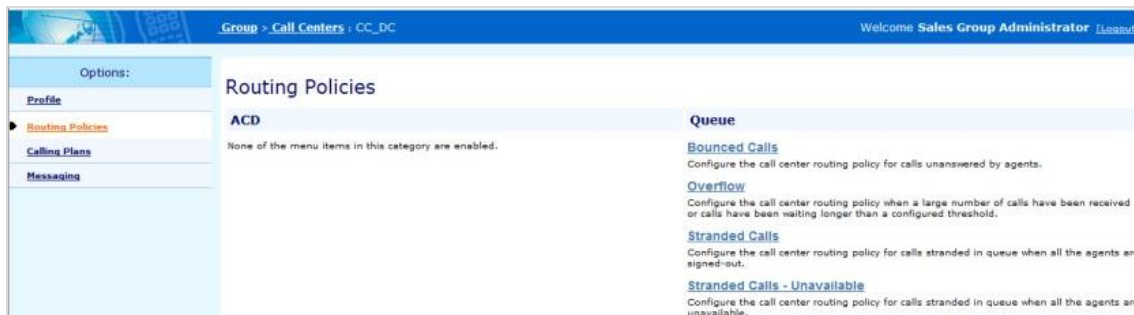 Group > Call Centers : CC_DC
Welcome Sales Group Administrator [Logout
Options:
Profile
Routing Policies
Calling Plans
Messaging
Routing Policies
ACD
None of the menu items in this category are enabled.
Queue
Bounced Calls
Configure the call center routing policy for calls unanswered by agents.
Overflow
Configure the call center routing policy when a large number of calls have been received
or calls have been waiting longer than a configured threshold.
Stranded Calls
Configure the call center routing policy for calls stranded in queue when all the agents are
signed-out.
Stranded Calls - Unavailable
Configure the call center routing policy for calls stranded in queue when all the agents are
unavailable.